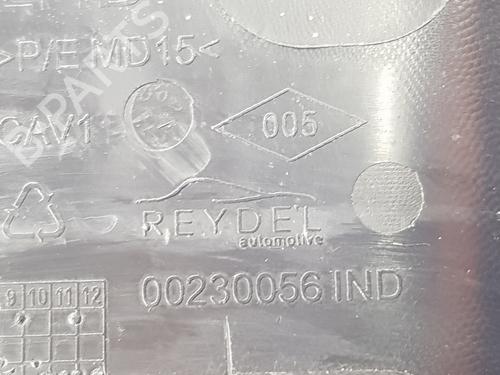 >P/E MD15<
CAV1
005
REYDEL
automotive
00230056 IND
9 10 11 12